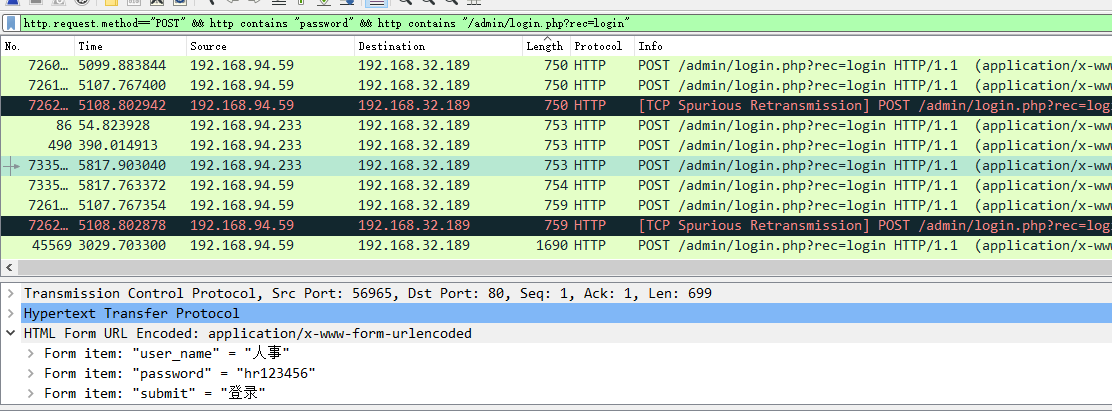 http.request.method=="POST" && http contains "password" && http contains "/admin/login.php?rec=login"
No. Time Source Destination Length Protocol Info
7260… 5099.883844 192.168.94.59 192.168.32.189 750 HTTP POST /admin/login.php?rec=login HTTP/1.1 (application/x-ww
7261… 5107.767400 192.168.94.59 192.168.32.189 750 HTTP POST /admin/login.php?rec=login HTTP/1.1 (application/x-ww
7262… 5108.802942 192.168.94.59 192.168.32.189 750 HTTP [TCP Spurious Retransmission] POST /admin/login.php?rec=logi
86 54.823928 192.168.94.233 192.168.32.189 753 HTTP POST /admin/login.php?rec=login HTTP/1.1 (application/x-ww
490 390.014913 192.168.94.233 192.168.32.189 753 HTTP POST /admin/login.php?rec=login HTTP/1.1 (application/x-ww
7335… 5817.903040 192.168.94.233 192.168.32.189 753 HTTP POST /admin/login.php?rec=login HTTP/1.1 (application/x-ww
7335… 5817.763372 192.168.94.59 192.168.32.189 754 HTTP POST /admin/login.php?rec=login HTTP/1.1 (application/x-ww
7261… 5107.767354 192.168.94.59 192.168.32.189 759 HTTP POST /admin/login.php?rec=login HTTP/1.1 (application/x-ww
7262… 5108.802878 192.168.94.59 192.168.32.189 759 HTTP [TCP Spurious Retransmission] POST /admin/login.php?rec=logi
45569 3029.703300 192.168.94.59 192.168.32.189 1690 HTTP POST /admin/login.php?rec=login HTTP/1.1 (application/x-ww
Transmission Control Protocol, Src Port: 56965, Dst Port: 80, Seq: 1, Ack: 1, Len: 699
Hypertext Transfer Protocol
HTML Form URL Encoded: application/x-www-form-urlencoded
Form item: "user_name" = "人事"
Form item: "password" = "hr123456"
Form item: "submit" = "登录"